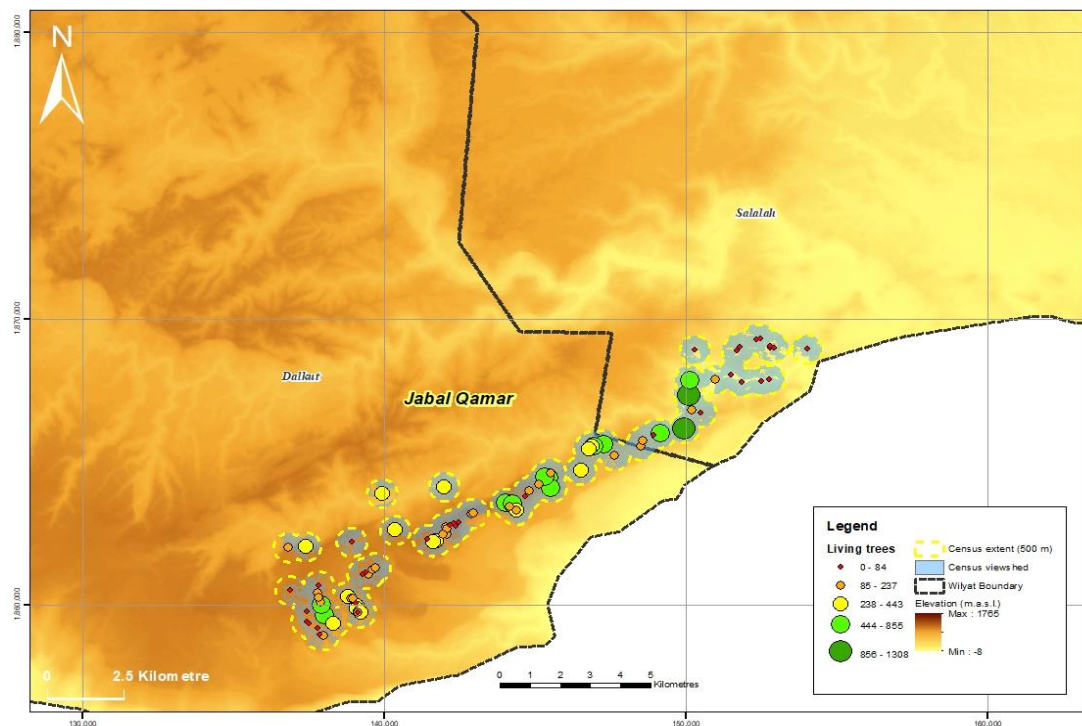 N
1,880,000
Salalah
1,870,000
Dalkut
Jabal Qamar
1,860,000
0 2.5 Kilometre
0 1 2 3 4 5
Kilometres
130,000 140,000 150,000 160,000
Legend
Living trees
0 - 84
85 - 237
238 - 443
444 - 855
856 - 1308
Census extent (500 m)
Census viewshed
Wilyat Boundary
Elevation (m.a.s.l.)
Max : 1765
Min : -8